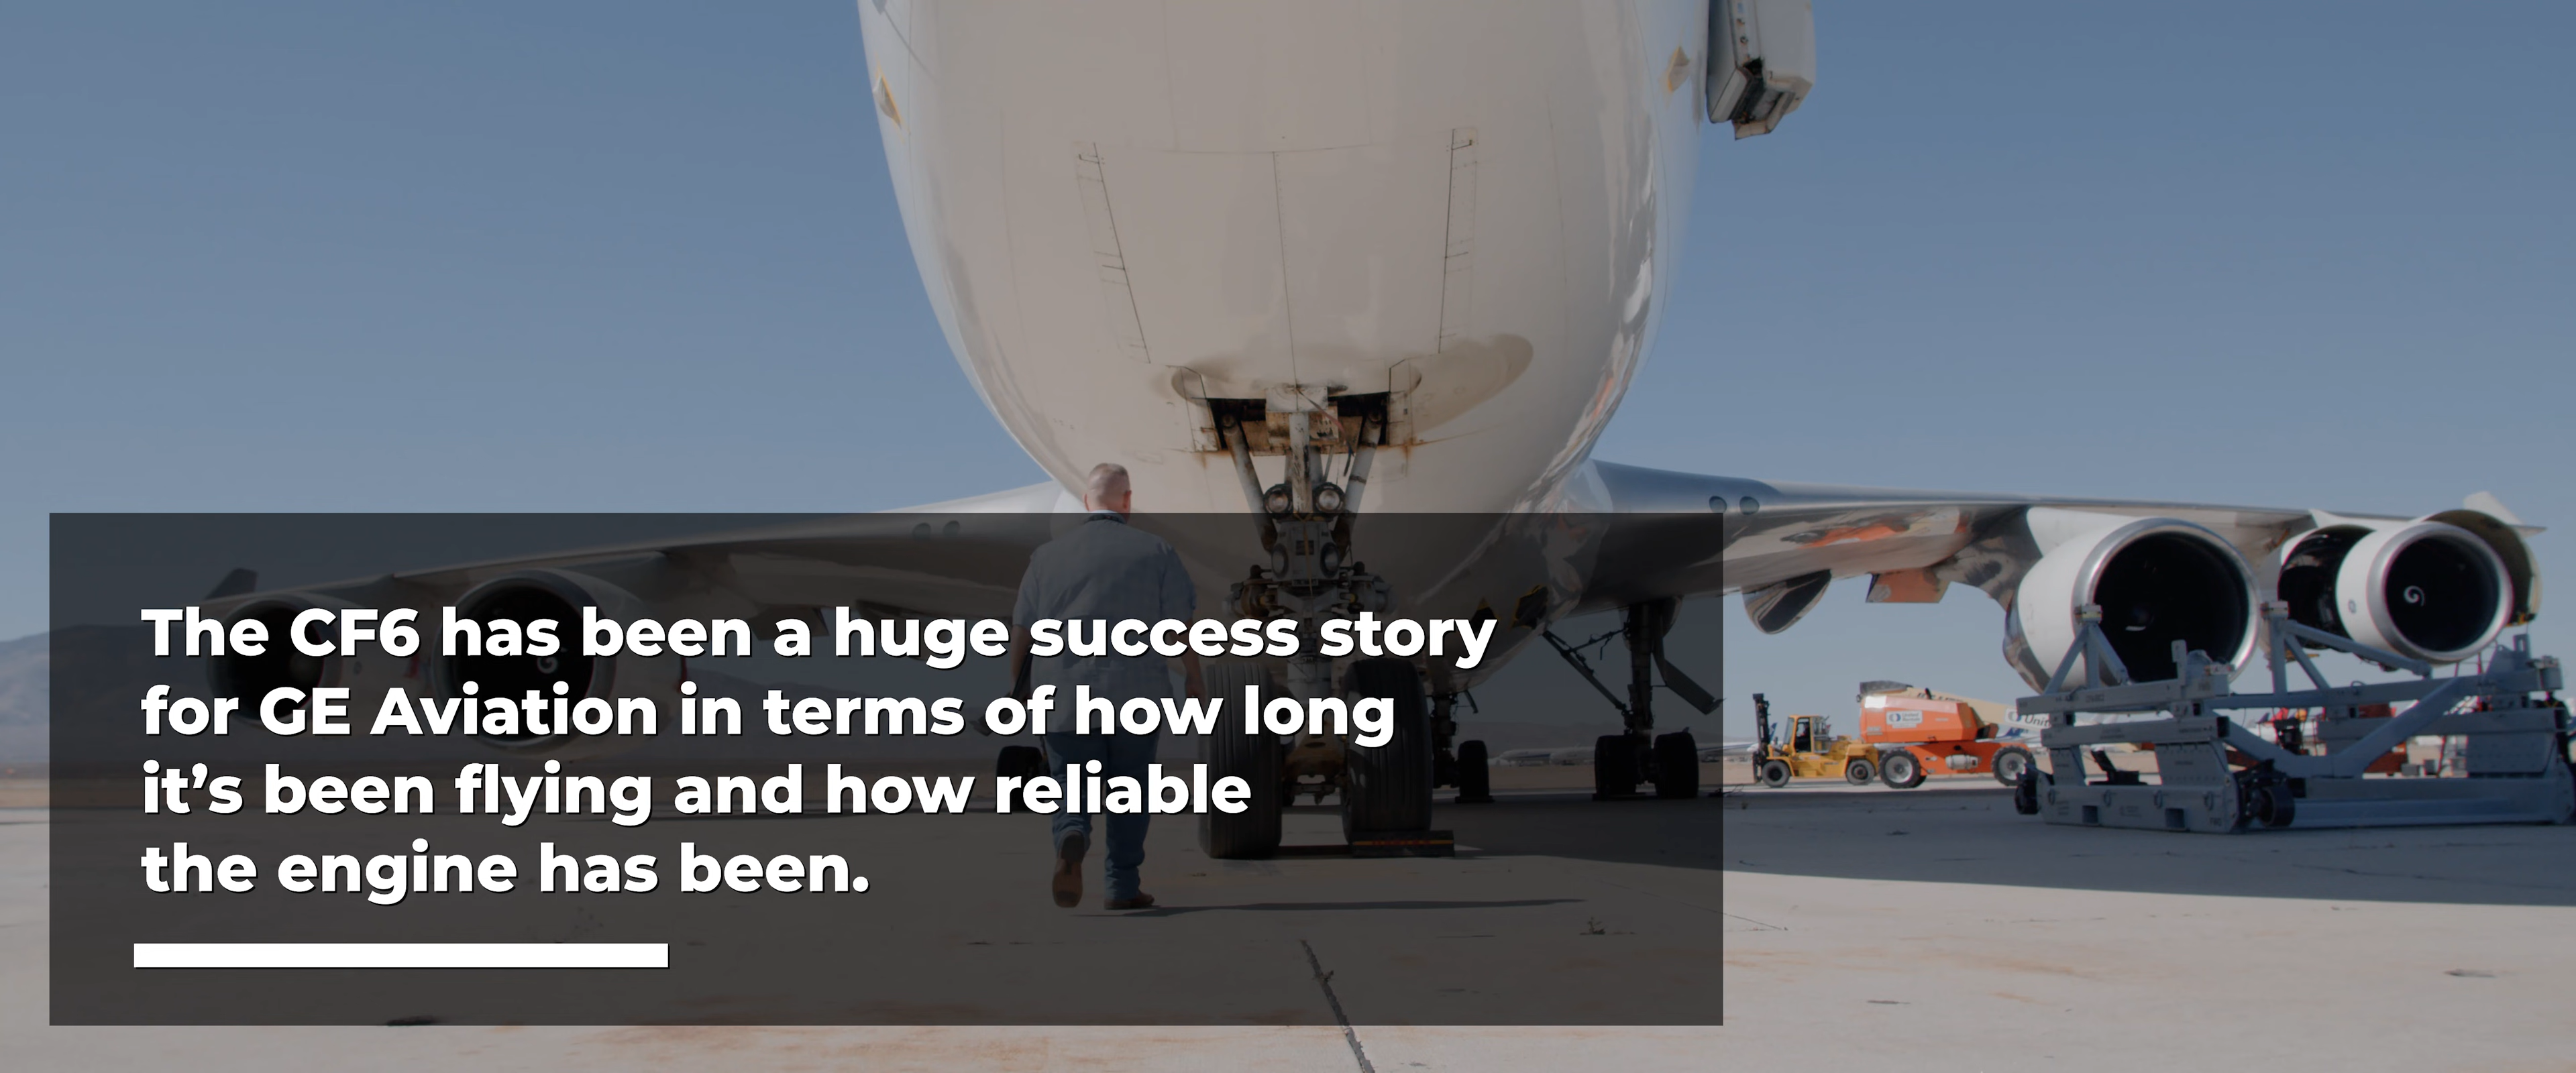 The CF6 has been a huge success story
for GE Aviation in terms of how long
it’s been flying and how reliable
the engine has been.